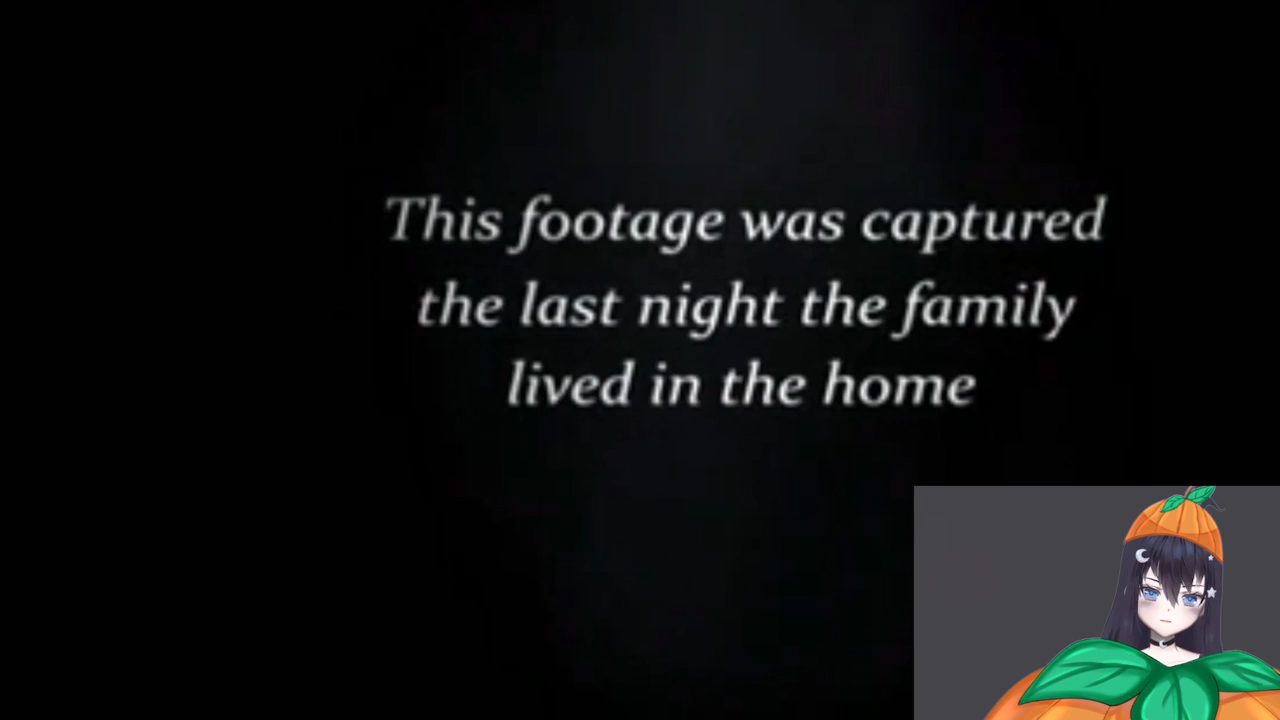 This footage was captured
the last night the family
lived in the home